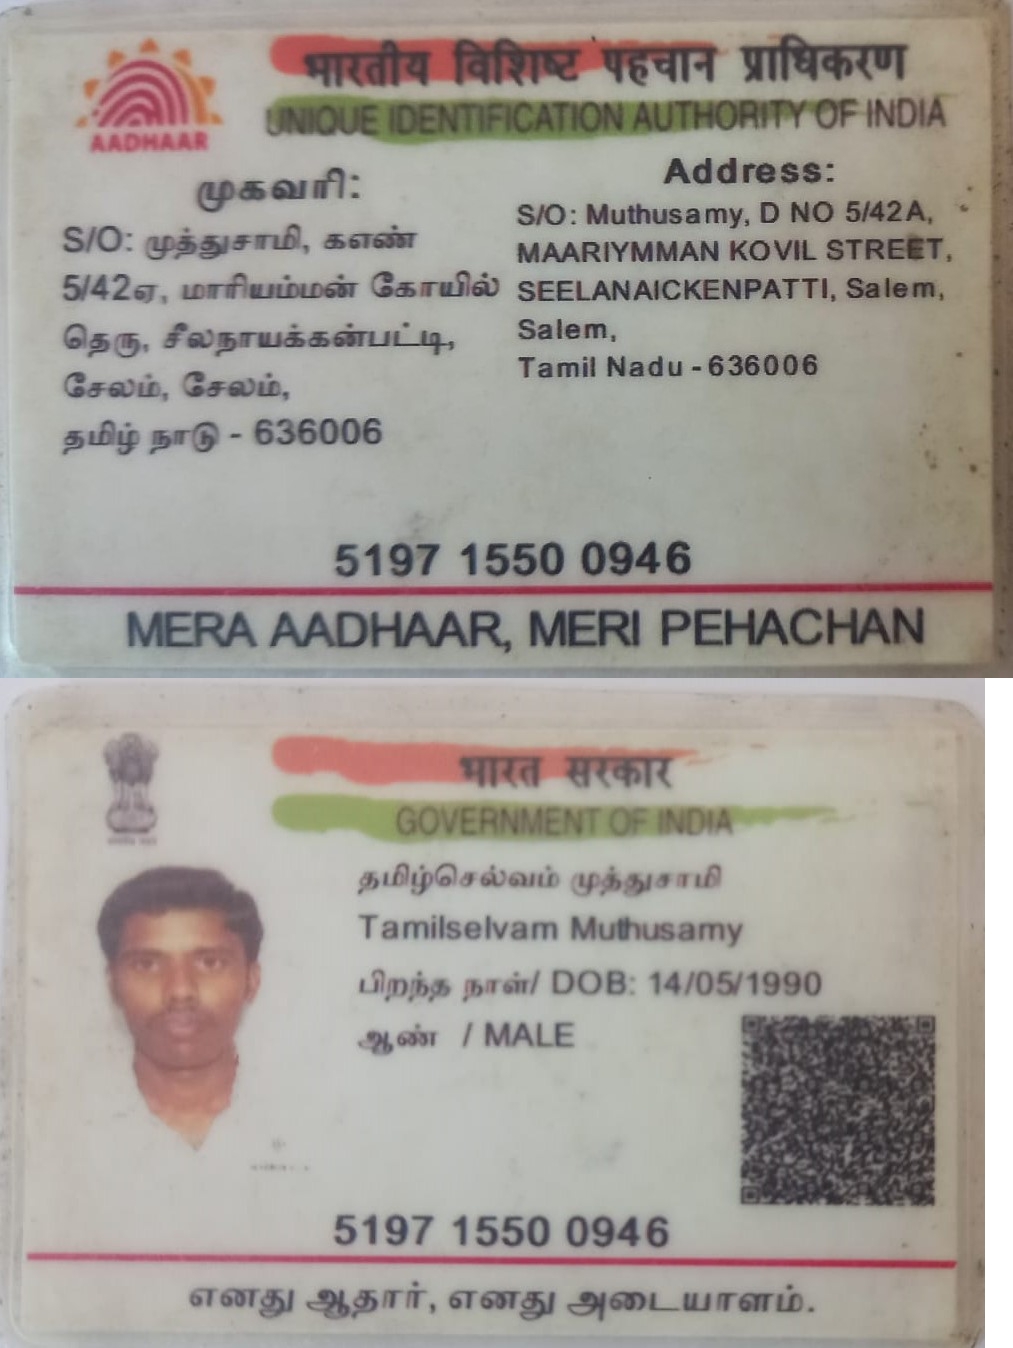 भारतीय विशिष्ट पहचान प्राधिकरण
UNIQUE IDENTIFICATION AUTHORITY OF INDIA
AADHAAR
முகவரி:
S/O: முத்துசாமி, கஎண்
5/42ஏ, மாரியம்மன் கோயில்
தெரு, சீலநாயக்கன்பட்டி,
சேலம், சேலம்,
தமிழ் நாடு - 636006
Address:
S/O: Muthusamy, D NO 5/42A,
MAARIYMMAN KOVIL STREET,
SEELANAICKENPATTI, Salem,
Salem,
Tamil Nadu - 636006
5197 1550 0946
MERA AADHAAR, MERI PEHACHAN
भारत सरकार
GOVERNMENT OF INDIA
தமிழ்செல்வம் முத்துசாமி
Tamilselvam Muthusamy
பிறந்த நாள்/ DOB: 14/05/1990
ஆண் / MALE
5197 1550 0946
எனது ஆதார், எனது அடையாளம்.